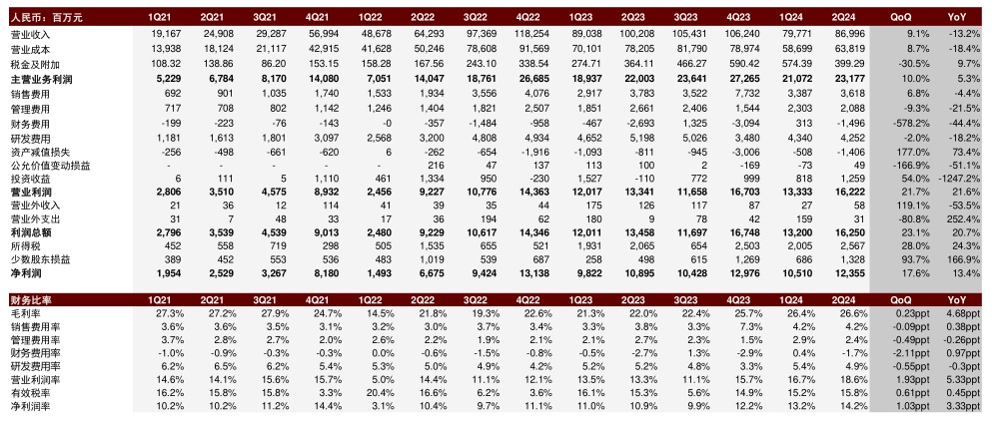 人民币：百万元 1Q21 2Q21 3Q21 4Q21 1Q22 2Q22 3Q22 4Q22 1Q23 2Q23 3Q23 4Q23 1Q24 2Q24 QoQ YoY
营业收入 19,167 24,908 29,287 56,994 48,678 64,293 97,369 118,254 89,038 100,208 105,431 106,240 79,771 86,996 9.1% -13.2%
营业成本 13,938 18,124 21,117 42,915 41,628 50,246 78,608 91,569 70,101 78,205 81,790 78,974 58,699 63,819 8.7% -18.4%
税金及附加 108.32 138.86 86.20 153.15 158.28 167.56 243.10 338.54 274.71 364.11 466.27 590.42 574.39 399.29 -30.5% 9.7%
主营业务利润 5,229 6,784 8,170 14,080 7,051 14,047 18,761 26,685 18,937 22,003 23,641 27,265 21,072 23,177 10.0% 5.3%
销售费用 692 901 1,035 1,740 1,533 1,934 3,556 4,076 2,917 3,783 3,522 7,732 3,387 3,618 6.8% -4.4%
管理费用 717 708 802 1,142 1,246 1,404 1,821 2,507 1,851 2,661 2,406 1,544 2,303 2,088 -9.3% -21.5%
财务费用 -199 -223 -76 -143 -0 -357 -1,484 -958 -467 -2,693 1,325 -3,094 313 -1,496 -578.2% -44.4%
研发费用 1,181 1,613 1,801 3,097 2,568 3,200 4,808 4,934 4,652 5,198 5,026 3,480 4,340 4,252 -2.0% -18.2%
资产减值损失 -256 -498 -661 -620 6 -262 -654 -1,916 -1,093 -811 -945 -3,006 -508 -1,406 177.0% 73.4%
公允价值变动损益 - - - - - 216 47 137 113 100 2 -169 -73 49 -166.9% -51.1%
投资收益 6 111 5 1,110 461 1,334 950 -230 1,527 -110 772 999 818 1,259 54.0% -1247.2%
营业利润 2,806 3,510 4,575 8,932 2,456 9,227 10,776 14,363 12,017 13,341 11,658 16,703 13,333 16,222 21.7% 21.6%
营业外收入 21 36 12 114 41 39 35 44 175 126 117 87 27 58 119.1% -53.5%
营业外支出 31 7 48 33 17 36 194 62 180 9 78 42 159 31 -80.8% 252.4%
利润总额 2,796 3,539 4,539 9,013 2,480 9,229 10,617 14,346 12,011 13,458 11,697 16,748 13,200 16,250 23.1% 20.7%
所得税 452 558 719 298 505 1,535 655 521 1,931 2,065 654 2,503 2,005 2,567 28.0% 24.3%
少数股东损益 389 452 553 536 483 1,019 539 687 258 498 615 1,269 686 1,328 93.7% 166.9%
净利润 1,954 2,529 3,267 8,180 1,493 6,675 9,424 13,138 9,822 10,895 10,428 12,976 10,510 12,355 17.6% 13.4%
财务比率 1Q21 2Q21 3Q21 4Q21 1Q22 2Q22 3Q22 4Q22 1Q23 2Q23 3Q23 4Q23 1Q24 2Q24 QoQ YoY
毛利率 27.3% 27.2% 27.9% 24.7% 14.5% 21.8% 19.3% 22.6% 21.3% 22.0% 22.4% 25.7% 26.4% 26.6% 0.23ppt 4.68ppt
销售费用率 3.6% 3.6% 3.5% 3.1% 3.2% 3.0% 3.7% 3.4% 3.3% 3.8% 3.3% 7.3% 4.2% 4.2% -0.09ppt 0.38ppt
管理费用率 3.7% 2.8% 2.7% 2.0% 2.6% 2.2% 1.9% 2.1% 2.1% 2.7% 2.3% 1.5% 2.9% 2.4% -0.49ppt -0.26ppt
财务费用率 -1.0% -0.9% -0.3% -0.3% 0.0% -0.6% -1.5% -0.8% -0.5% -2.7% 1.3% -2.9% 0.4% -1.7% -2.11ppt 0.97ppt
研发费用率 6.2% 6.5% 6.2% 5.4% 5.3% 5.0% 4.9% 4.2% 5.2% 5.2% 4.8% 3.3% 5.4% 4.9% -0.55ppt -0.3ppt
营业利润率 14.6% 14.1% 15.6% 15.7% 5.0% 14.4% 11.1% 12.1% 13.5% 13.3% 11.1% 15.7% 16.7% 18.6% 1.93ppt 5.33ppt
有效税率 16.2% 15.8% 15.8% 3.3% 20.4% 16.6% 6.2% 3.6% 16.1% 15.3% 5.6% 14.9% 15.2% 15.8% 0.61ppt 0.45ppt
净利润率 10.2% 10.2% 11.2% 14.4% 3.1% 10.4% 9.7% 11.1% 11.0% 10.9% 9.9% 12.2% 13.2% 14.2% 1.03ppt 3.33ppt